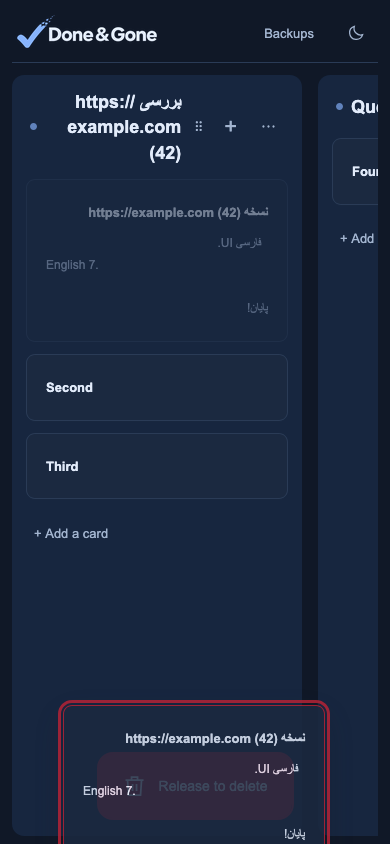 Done & Gone
Backups
بررسی https://
example.com
(42)
نسخه https://example.com (42)
فارسی UI.
English 7.
پایان!
Second
Third
+ Add a card
Four
+ Add
نسخه https://example.com (42)
فارسی UI.
English 7.
Release to delete
پایان!